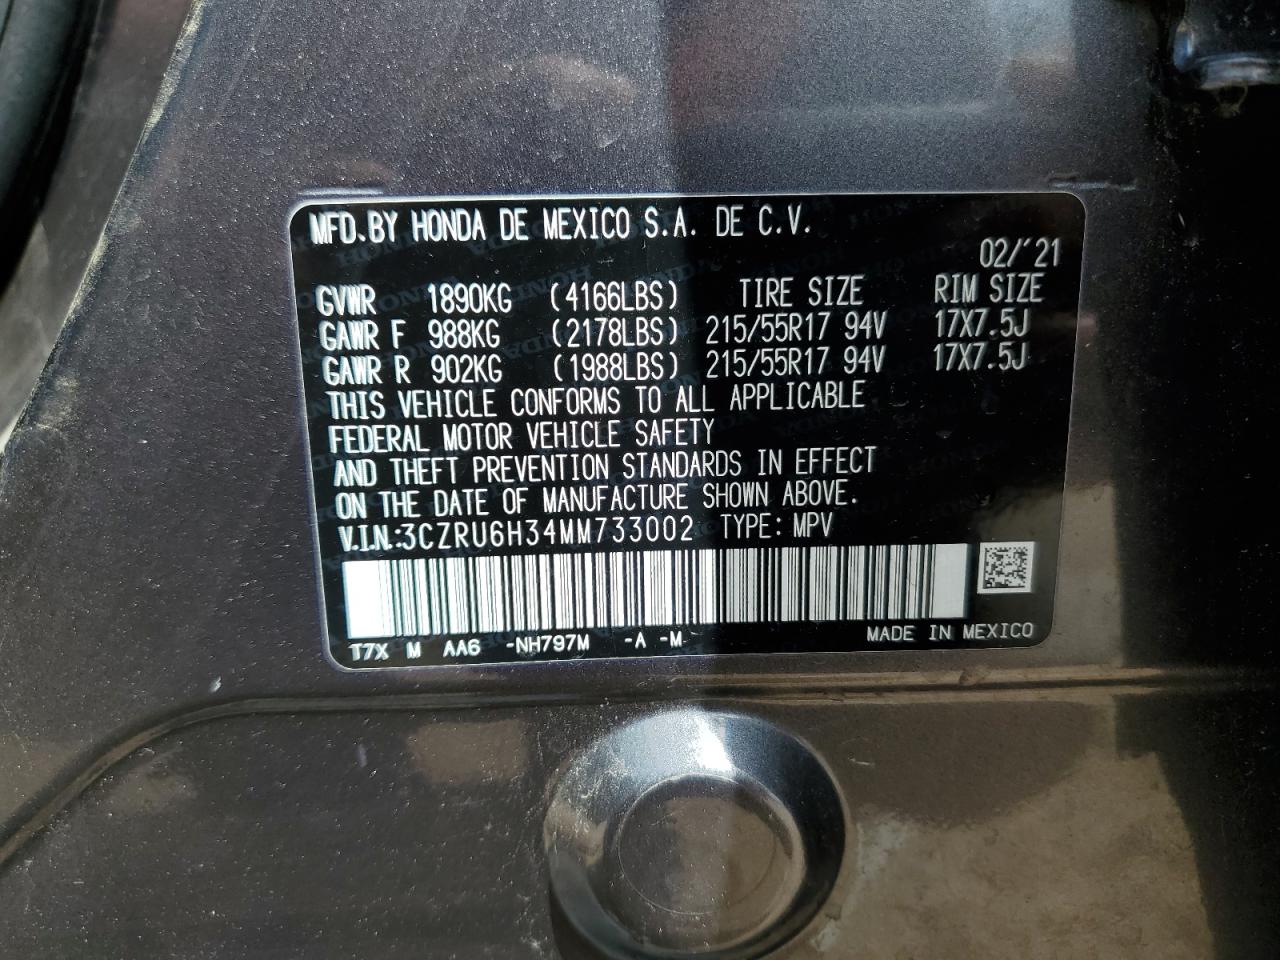 MFD.BY HONDA DE MEXICO S.A. DE C.V.
02/'21
GVWR 1890KG (4166LBS) TIRE SIZE RIM SIZE
GAWR F 988KG (2178LBS) 215/55R17 94V 17X7.5J
GAWR R 902KG (1988LBS) 215/55R17 94V 17X7.5J
THIS VEHICLE CONFORMS TO ALL APPLICABLE
FEDERAL MOTOR VEHICLE SAFETY
AND THEFT PREVENTION STANDARDS IN EFFECT
ON THE DATE OF MANUFACTURE SHOWN ABOVE.
V.I.N.:3CZRU6H34MM733002 TYPE: MPV
T7X M AA6 -NH797M -A -M MADE IN MEXICO